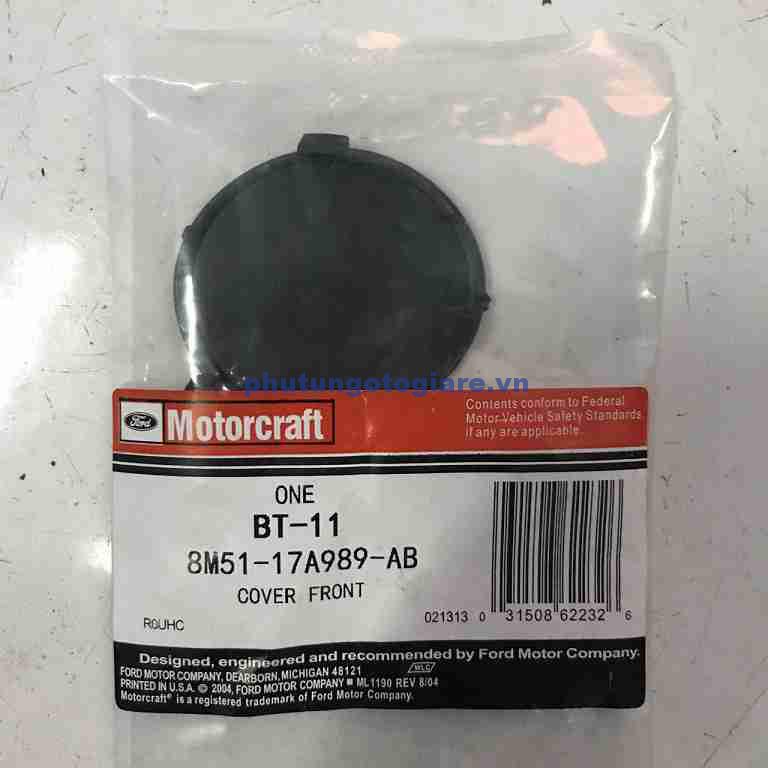 phutungotogiare.vn
Ford
Motorcraft
Contents conform to Federal
Motor Vehicle Safety Standards
if any are applicable.
ONE
BT-11
8M51-17A989-AB
COVER FRONT
RGUHC
021313 0 31508 62232 6
Designed, engineered and recommended by Ford Motor Company.
FORD MOTOR COMPANY, DEARBORN, MICHIGAN 48121
WLC
PRINTED IN U.S.A. © 2004, FORD MOTOR COMPANY ML1190 REV 8/04
Motorcraft® is a registered trademark of Ford Motor Company.